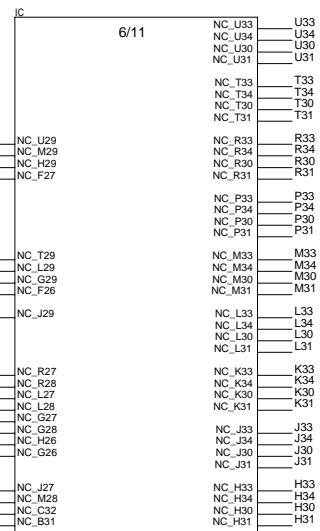 IC
6/11
NC_U33 U33
NC_U34 U34
NC_U30 U30
NC_U31 U31
NC_T33 T33
NC_T34 T34
NC_T30 T30
NC_T31 T31
NC_U29 NC_R33 R33
NC_M29 NC_R34 R34
NC_H29 NC_R30 R30
NC_F27 NC_R31 R31
NC_P33 P33
NC_P34 P34
NC_P30 P30
NC_P31 P31
NC_T29 NC_M33 M33
NC_L29 NC_M34 M34
NC_G29 NC_M30 M30
NC_F26 NC_M31 M31
NC_J29 NC_L33 L33
NC_L34 L34
NC_L30 L30
NC_L31 L31
NC_R27 NC_K33 K33
NC_R28 NC_K34 K34
NC_L27 NC_K30 K30
NC_L28 NC_K31 K31
NC_G27
NC_G28 NC_J33 J33
NC_H26 NC_J34 J34
NC_G26 NC_J30 J30
NC_J31 J31
NC_J27 NC_H33 H33
NC_M28 NC_H34 H34
NC_C32 NC_H30 H30
NC_B31 NC_H31 H31